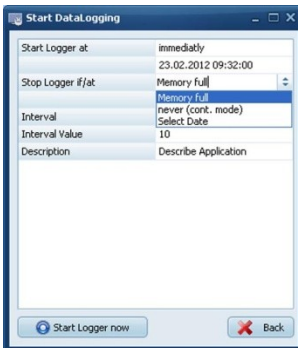 Start DataLogging
Start Logger at immediatly
23.02.2012 09:32:00
Stop Logger if/at Memory full
Memory full
never (cont. mode)
Interval
Select Date
Interval Value 10
Description Describe Application
Start Logger now Back